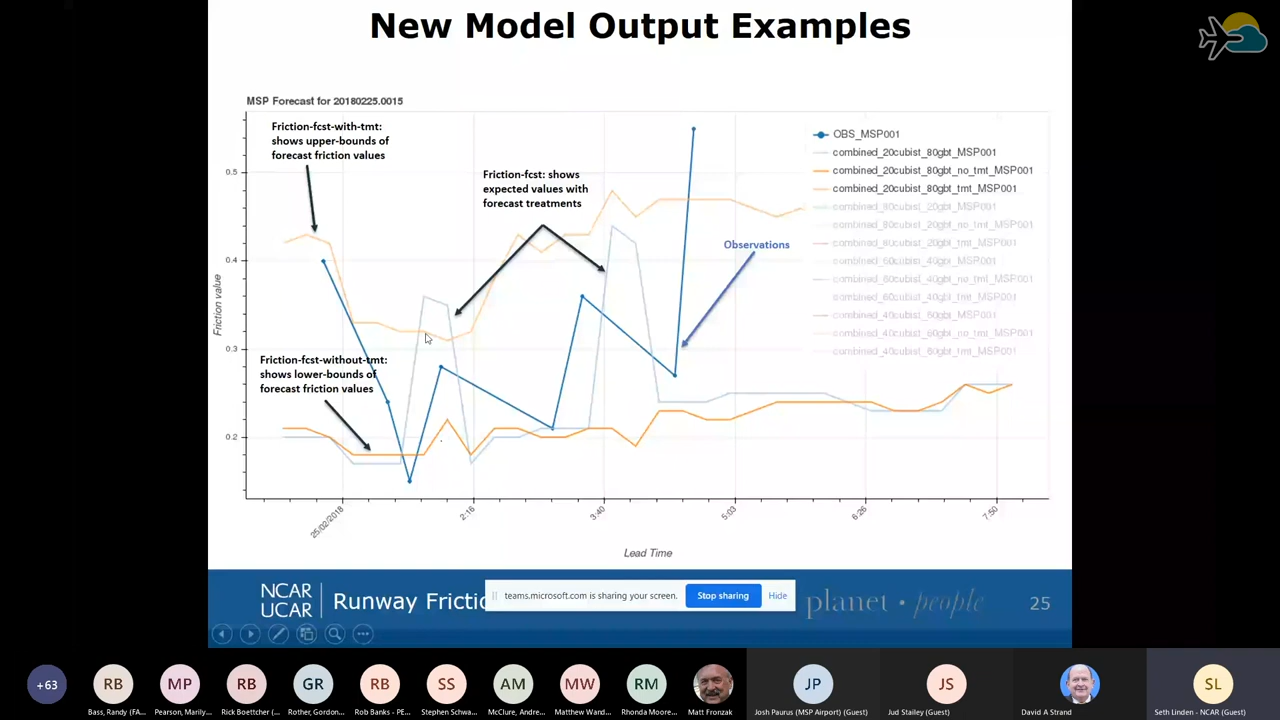 New Model Output Examples
MSP Forecast for 20180225.0015
Friction-fcst-with-tmt:
shows upper-bounds of
forecast friction values
Friction-fcst: shows
expected values with
forecast treatments
Observations
Friction-fcst-without-tmt:
shows lower-bounds of
forecast friction values
OBS_MSP001
combined_20cubist_80gbt_MSP001
combined_20cubist_80gbt_no_tmt_MSP001
combined_20cubist_80gbt_tmt_MSP001
combined_80cubist_20gbt_MSP001
combined_80cubist_20gbt_no_tmt_MSP001
combined_80cubist_20gbt_tmt_MSP001
combined_60cubist_40gbt_MSP001
combined_60cubist_40gbt_no_tmt_MSP001
combined_60cubist_40gbt_tmt_MSP001
combined_40cubist_60gbt_MSP001
combined_40cubist_60gbt_no_tmt_MSP001
combined_40cubist_60gbt_tmt_MSP001
Friction value
0.5
0.4
0.3
0.2
25/02/2018
2:16
3:40
5:03
6:26
7:50
Lead Time
NCAR
UCAR
Runway Frictio
teams.microsoft.com is sharing your screen.
Stop sharing
Hide
planet • people
25
+63
RB
MP
RB
GR
RB
SS
AM
MW
RM
JP
JS
SL
Bass, Randy (FA...
Pearson, Marily...
Rick Boettcher (...
Rother, Gordon...
Rob Banks - PE...
Stephen Schwa...
McClure, Andre...
Matthew Wand...
Rhonda Moore...
Matt Fronzak
Josh Paurus (MSP Airport) (Guest)
Jud Stailey (Guest)
David A Strand
Seth Linden - NCAR (Guest)